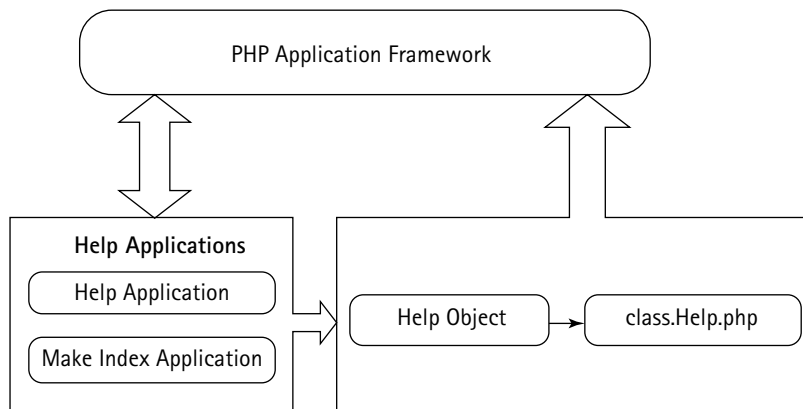 PHP Application Framework
Help Applications
Help Application
Make Index Application
Help Object
class.Help.php